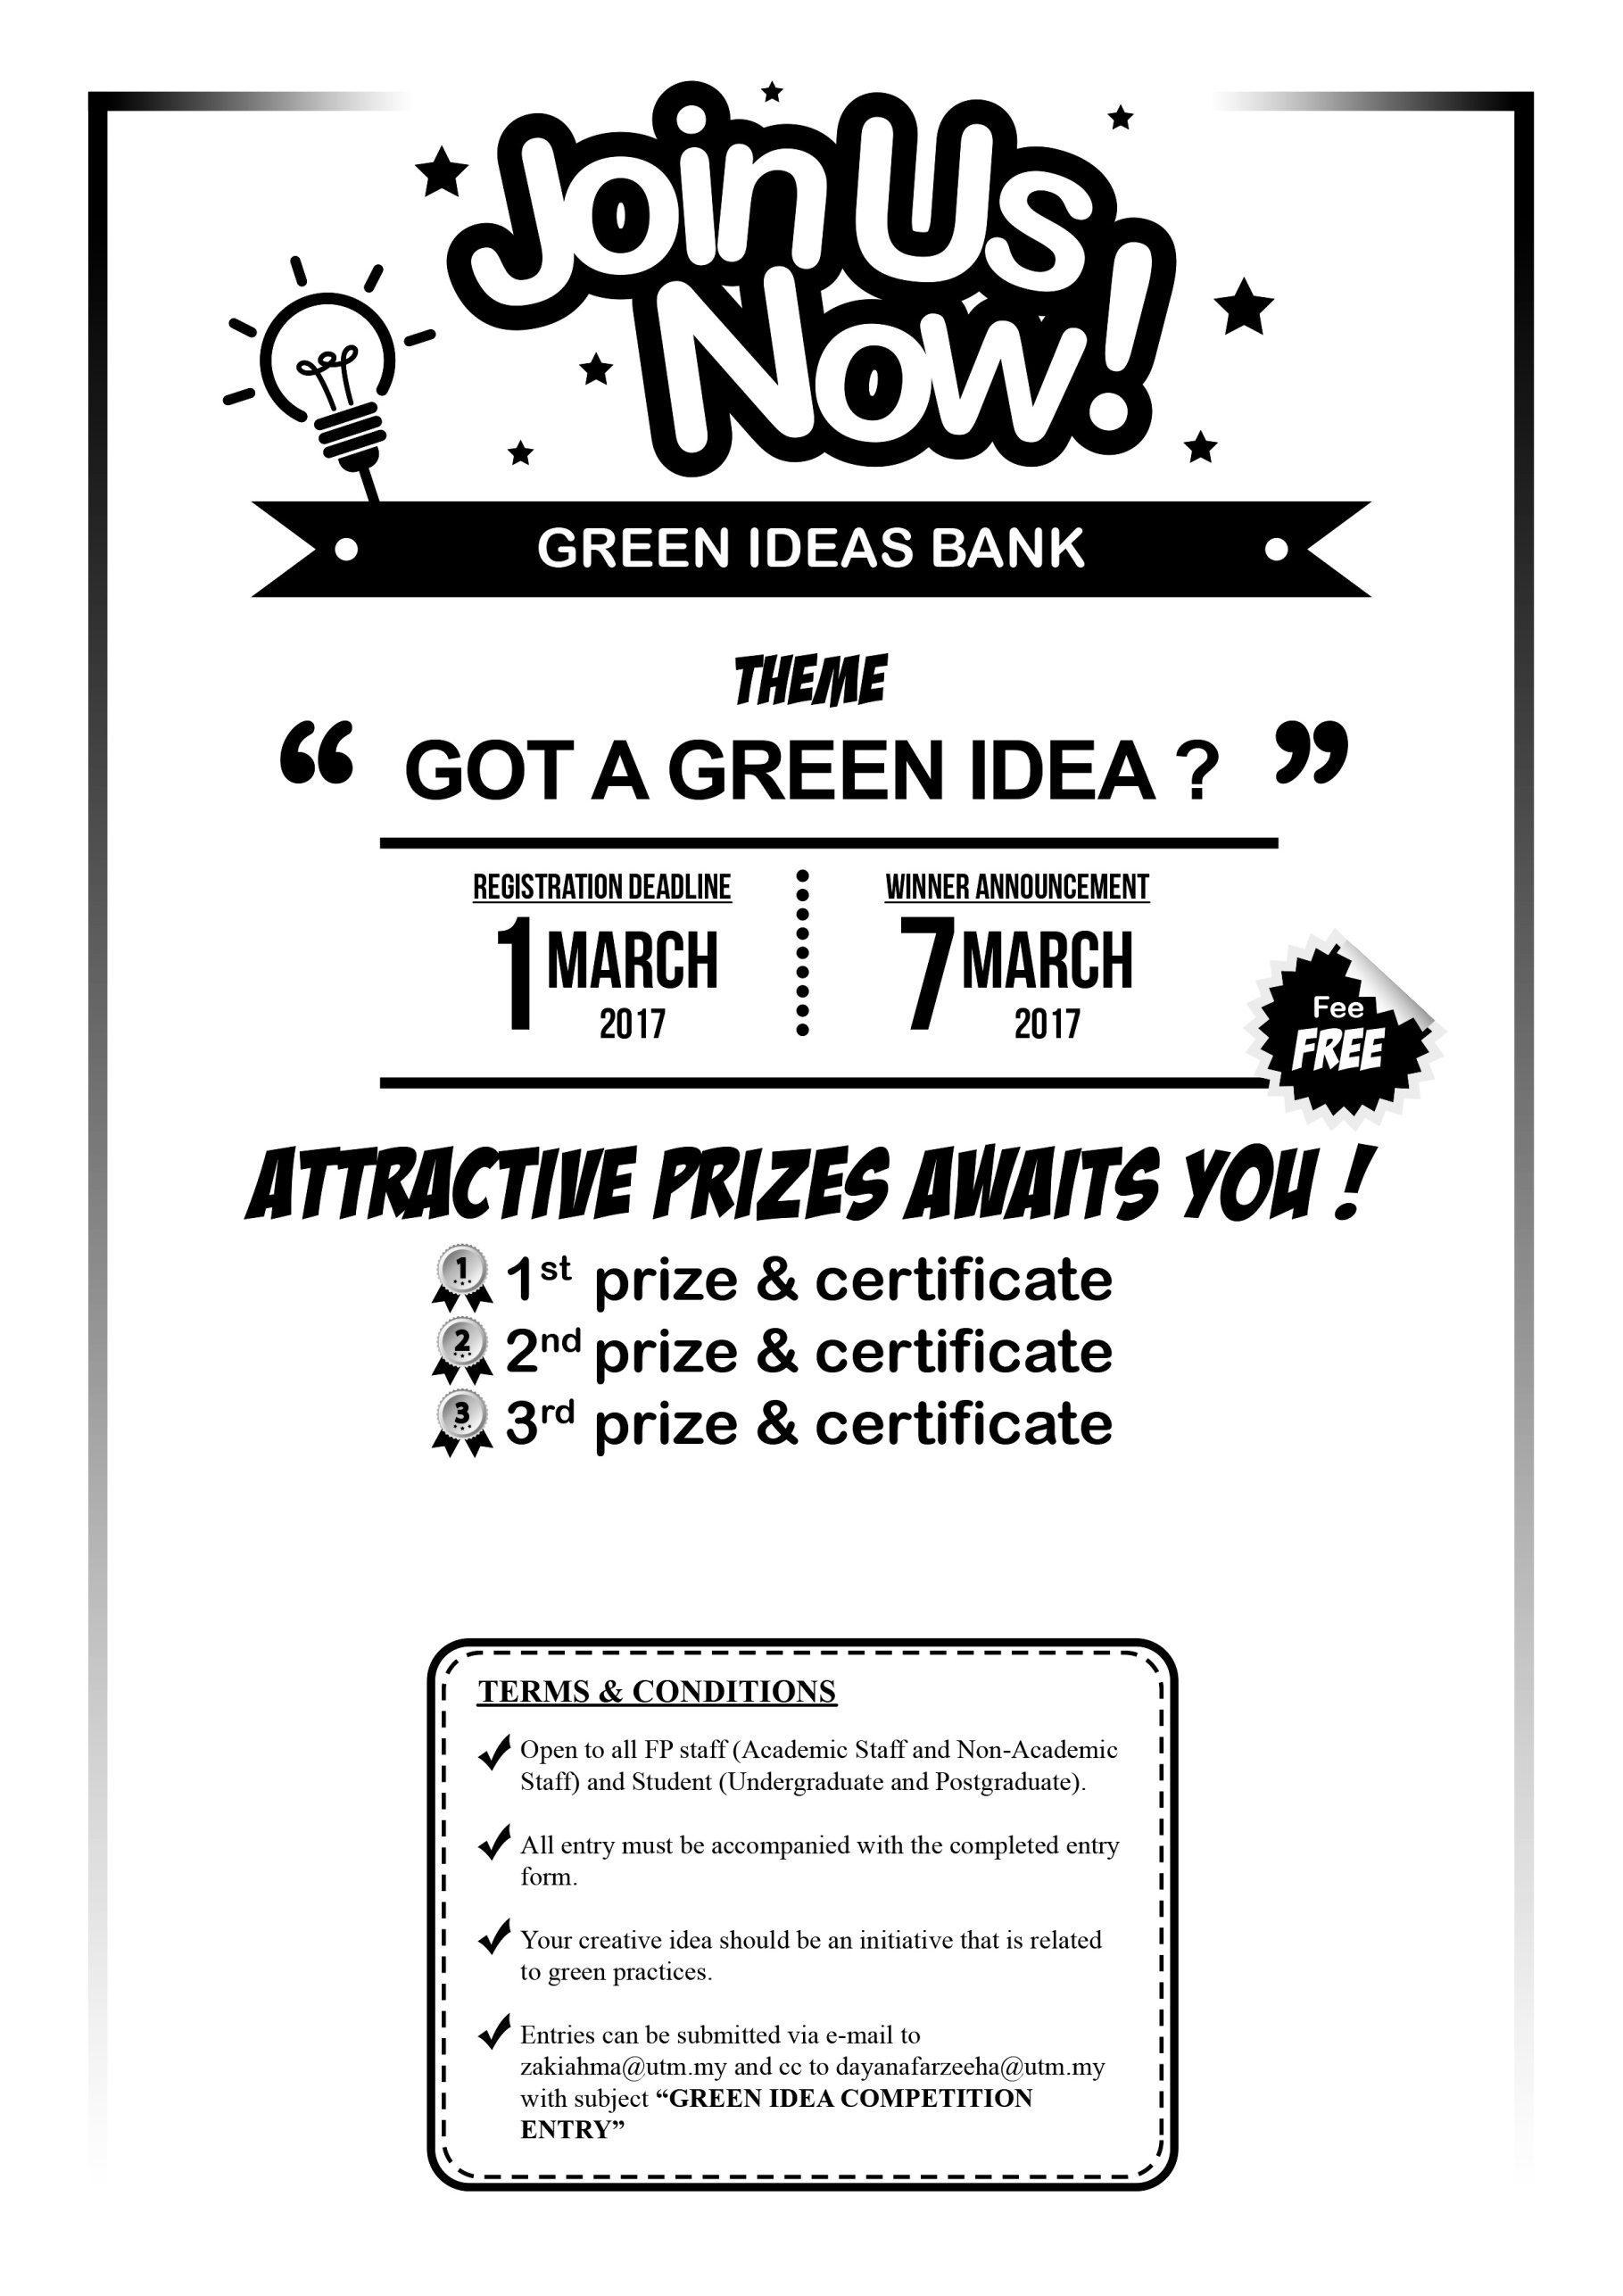 Join Us
Now!
GREEN IDEAS BANK
THEME
“ GOT A GREEN IDEA ? ”
REGISTRATION DEADLINE
1 MARCH
2017
WINNER ANNOUNCEMENT
7 MARCH
2017
Fee
FREE
ATTRACTIVE PRIZES AWAITS YOU !
1 1st prize & certificate
2 2nd prize & certificate
3 3rd prize & certificate
TERMS & CONDITIONS
Open to all FP staff (Academic Staff and Non-Academic
Staff) and Student (Undergraduate and Postgraduate).
All entry must be accompanied with the completed entry
form.
Your creative idea should be an initiative that is related
to green practices.
Entries can be submitted via e-mail to
zakiahma@utm.my and cc to dayanafarzeeha@utm.my
with subject “GREEN IDEA COMPETITION
ENTRY”